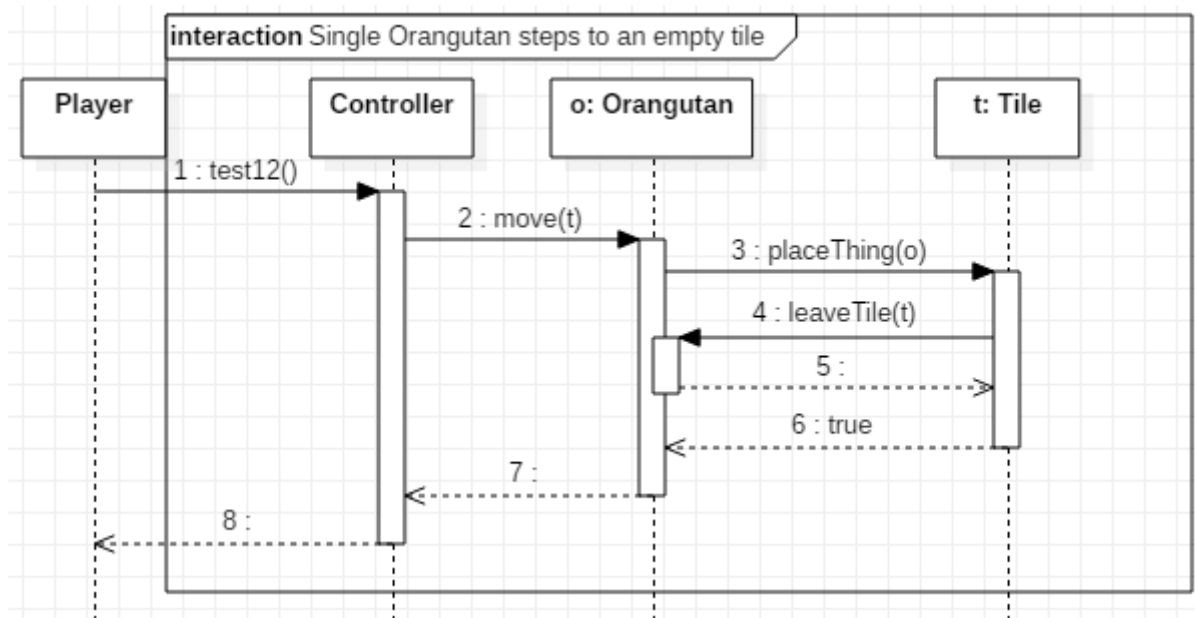 interaction Single Orangutan steps to an empty tile
Player
Controller
o: Orangutan
t: Tile
1 : test12()
2 : move(t)
3 : placeThing(o)
4 : leaveTile(t)
5 :
6 : true
7 :
8 :